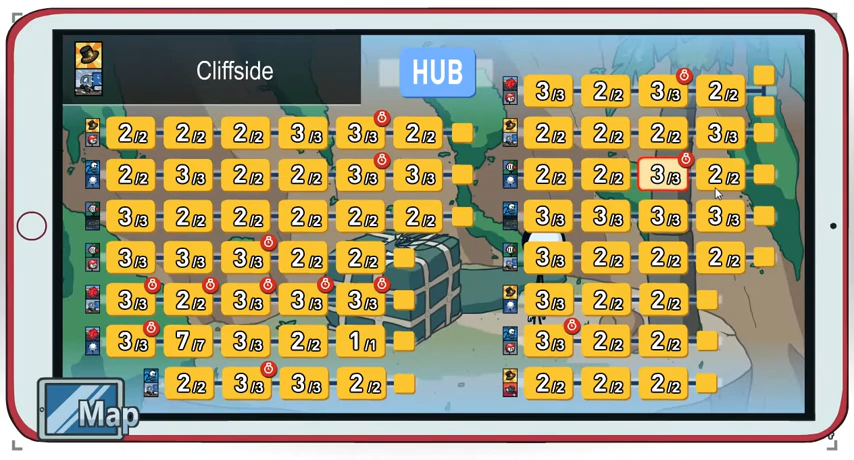 Cliffside
HUB
2/2 2/2 2/2 3/3 3/3 2/2
2/2 3/3 2/2 2/2 3/3 3/3
3/3 2/2 2/2 2/2 2/2 2/2
3/3 3/3 3/3 2/2 2/2
3/3 2/2 3/3 3/3 3/3
3/3 7/7 3/3 2/2 1/1
2/2 3/3 3/3 2/2
3/3 2/2 3/3 2/2
2/2 2/2 2/2 3/3
2/2 2/2 3/3 2/2
3/3 3/3 3/3 3/3
2/2 2/2 2/2 2/2
3/3 2/2 2/2
3/3 2/2 2/2
2/2 2/2 2/2
Map